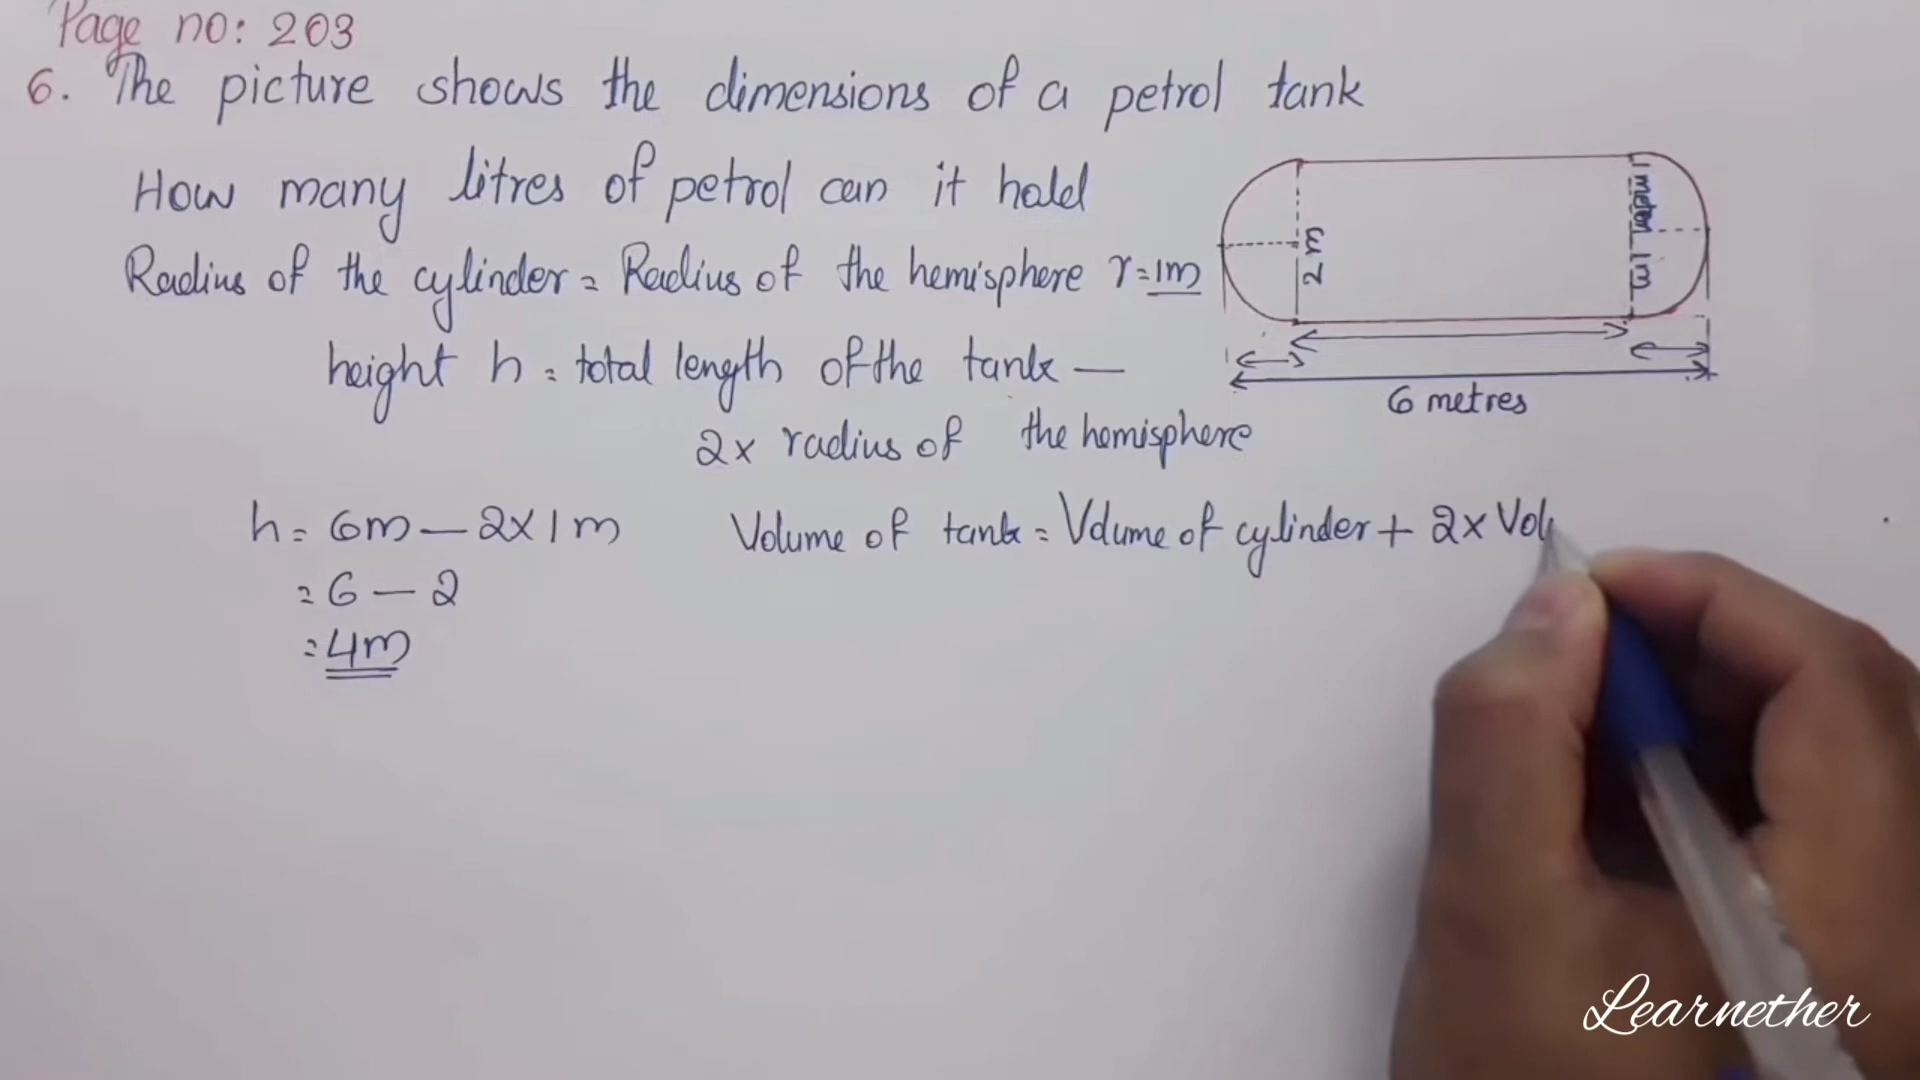 Page no: 203
6. The picture shows the dimensions of a petrol tank
How many litres of petrol can it hold
Radius of the cylinder = Radius of the hemisphere r = 1m
height h = total length of the tank —
2x radius of the hemisphere
h = 6m — 2x1m
= 6 — 2
= 4m
Volume of tank = Volume of cylinder + 2x Vol
2 m
1 meter
1m
6 metres
Learnether